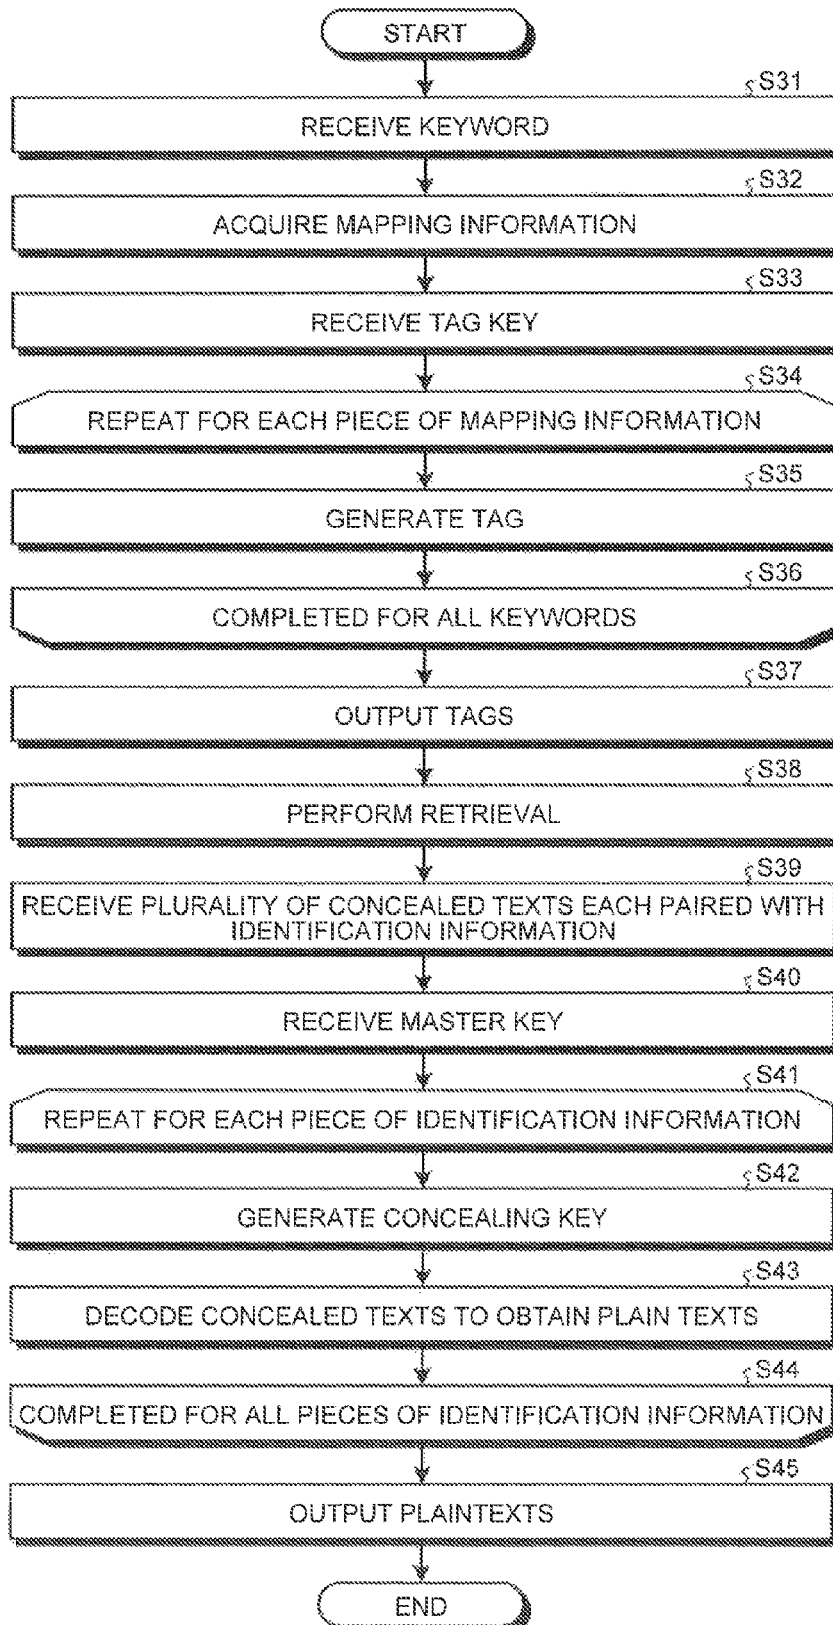 START
S31
RECEIVE KEYWORD
S32
ACQUIRE MAPPING INFORMATION
S33
RECEIVE TAG KEY
S34
REPEAT FOR EACH PIECE OF MAPPING INFORMATION
S35
GENERATE TAG
S36
COMPLETED FOR ALL KEYWORDS
S37
OUTPUT TAGS
S38
PERFORM RETRIEVAL
S39
RECEIVE PLURALITY OF CONCEALED TEXTS EACH PAIRED WITH
IDENTIFICATION INFORMATION
S40
RECEIVE MASTER KEY
S41
REPEAT FOR EACH PIECE OF IDENTIFICATION INFORMATION
S42
GENERATE CONCEALING KEY
S43
DECODE CONCEALED TEXTS TO OBTAIN PLAIN TEXTS
S44
COMPLETED FOR ALL PIECES OF IDENTIFICATION INFORMATION
S45
OUTPUT PLAINTEXTS
END